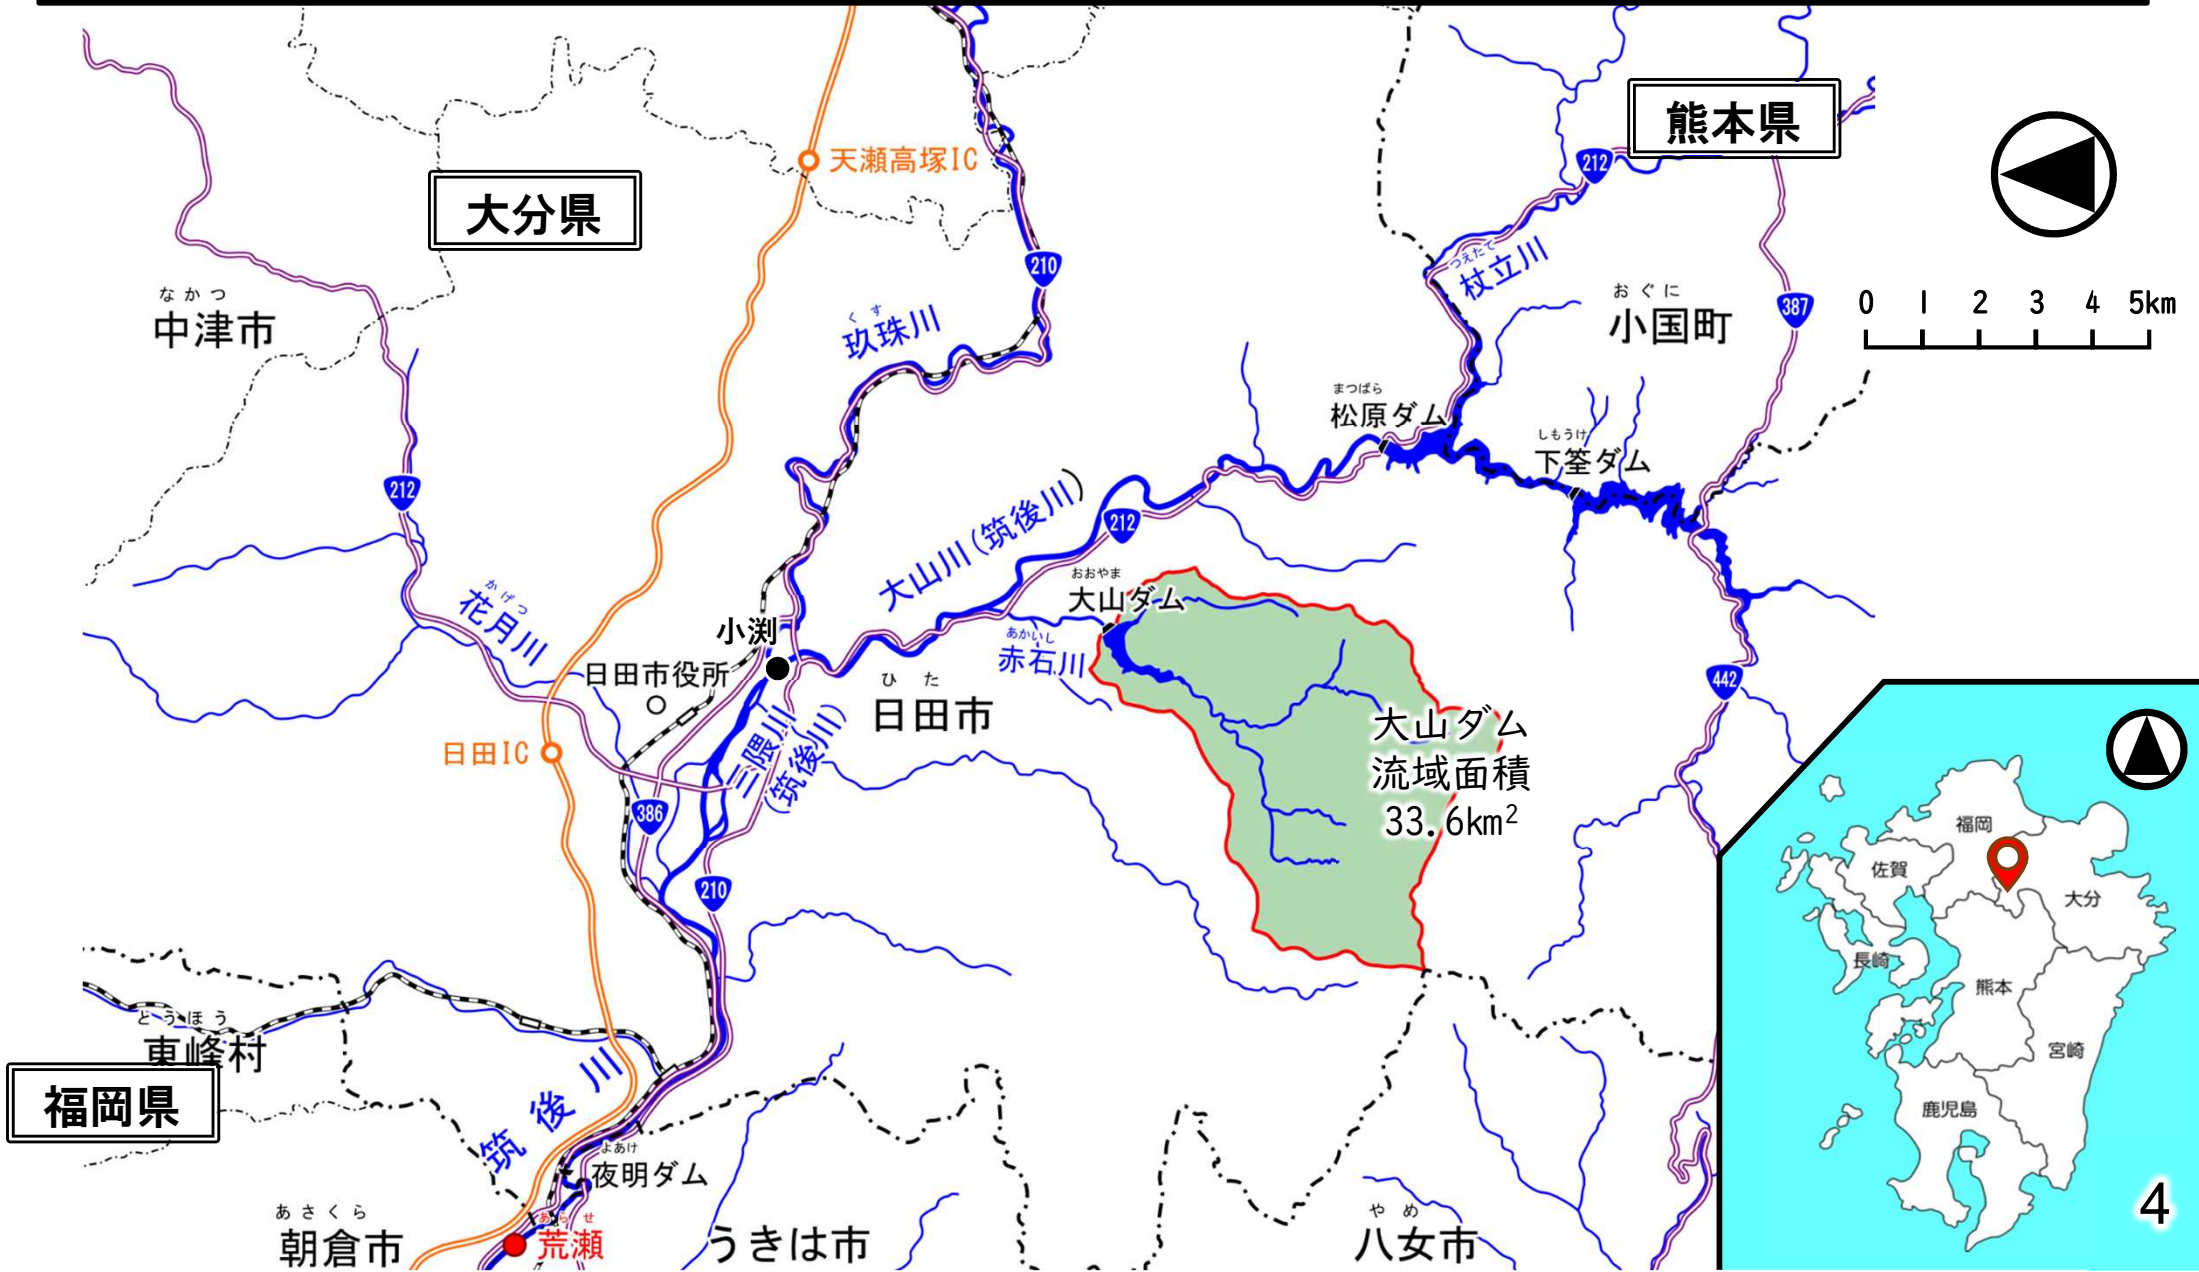 熊本県
大分県
福岡県
天瀬高塚IC
212
210
387
212
212
442
386
210
つえたて
杖立川
おぐに
小国町
0 1 2 3 4 5km
なかつ
中津市
くす
玖珠川
まつばら
松原ダム
しもうけ
下筌ダム
大山川(筑後川)
おおやま
大山ダム
あかいし
赤石川
かげつ
花月川
小渕
日田市役所
ひた
日田市
日田IC
三隈川
(筑後川)
大山ダム
流域面積
33.6km²
とうほう
東峰村
筑後川
よあけ
夜明ダム
あらせ
荒瀬
あさくら
朝倉市
うきは市
やめ
八女市
福岡
佐賀
大分
長崎
熊本
宮崎
鹿児島
4